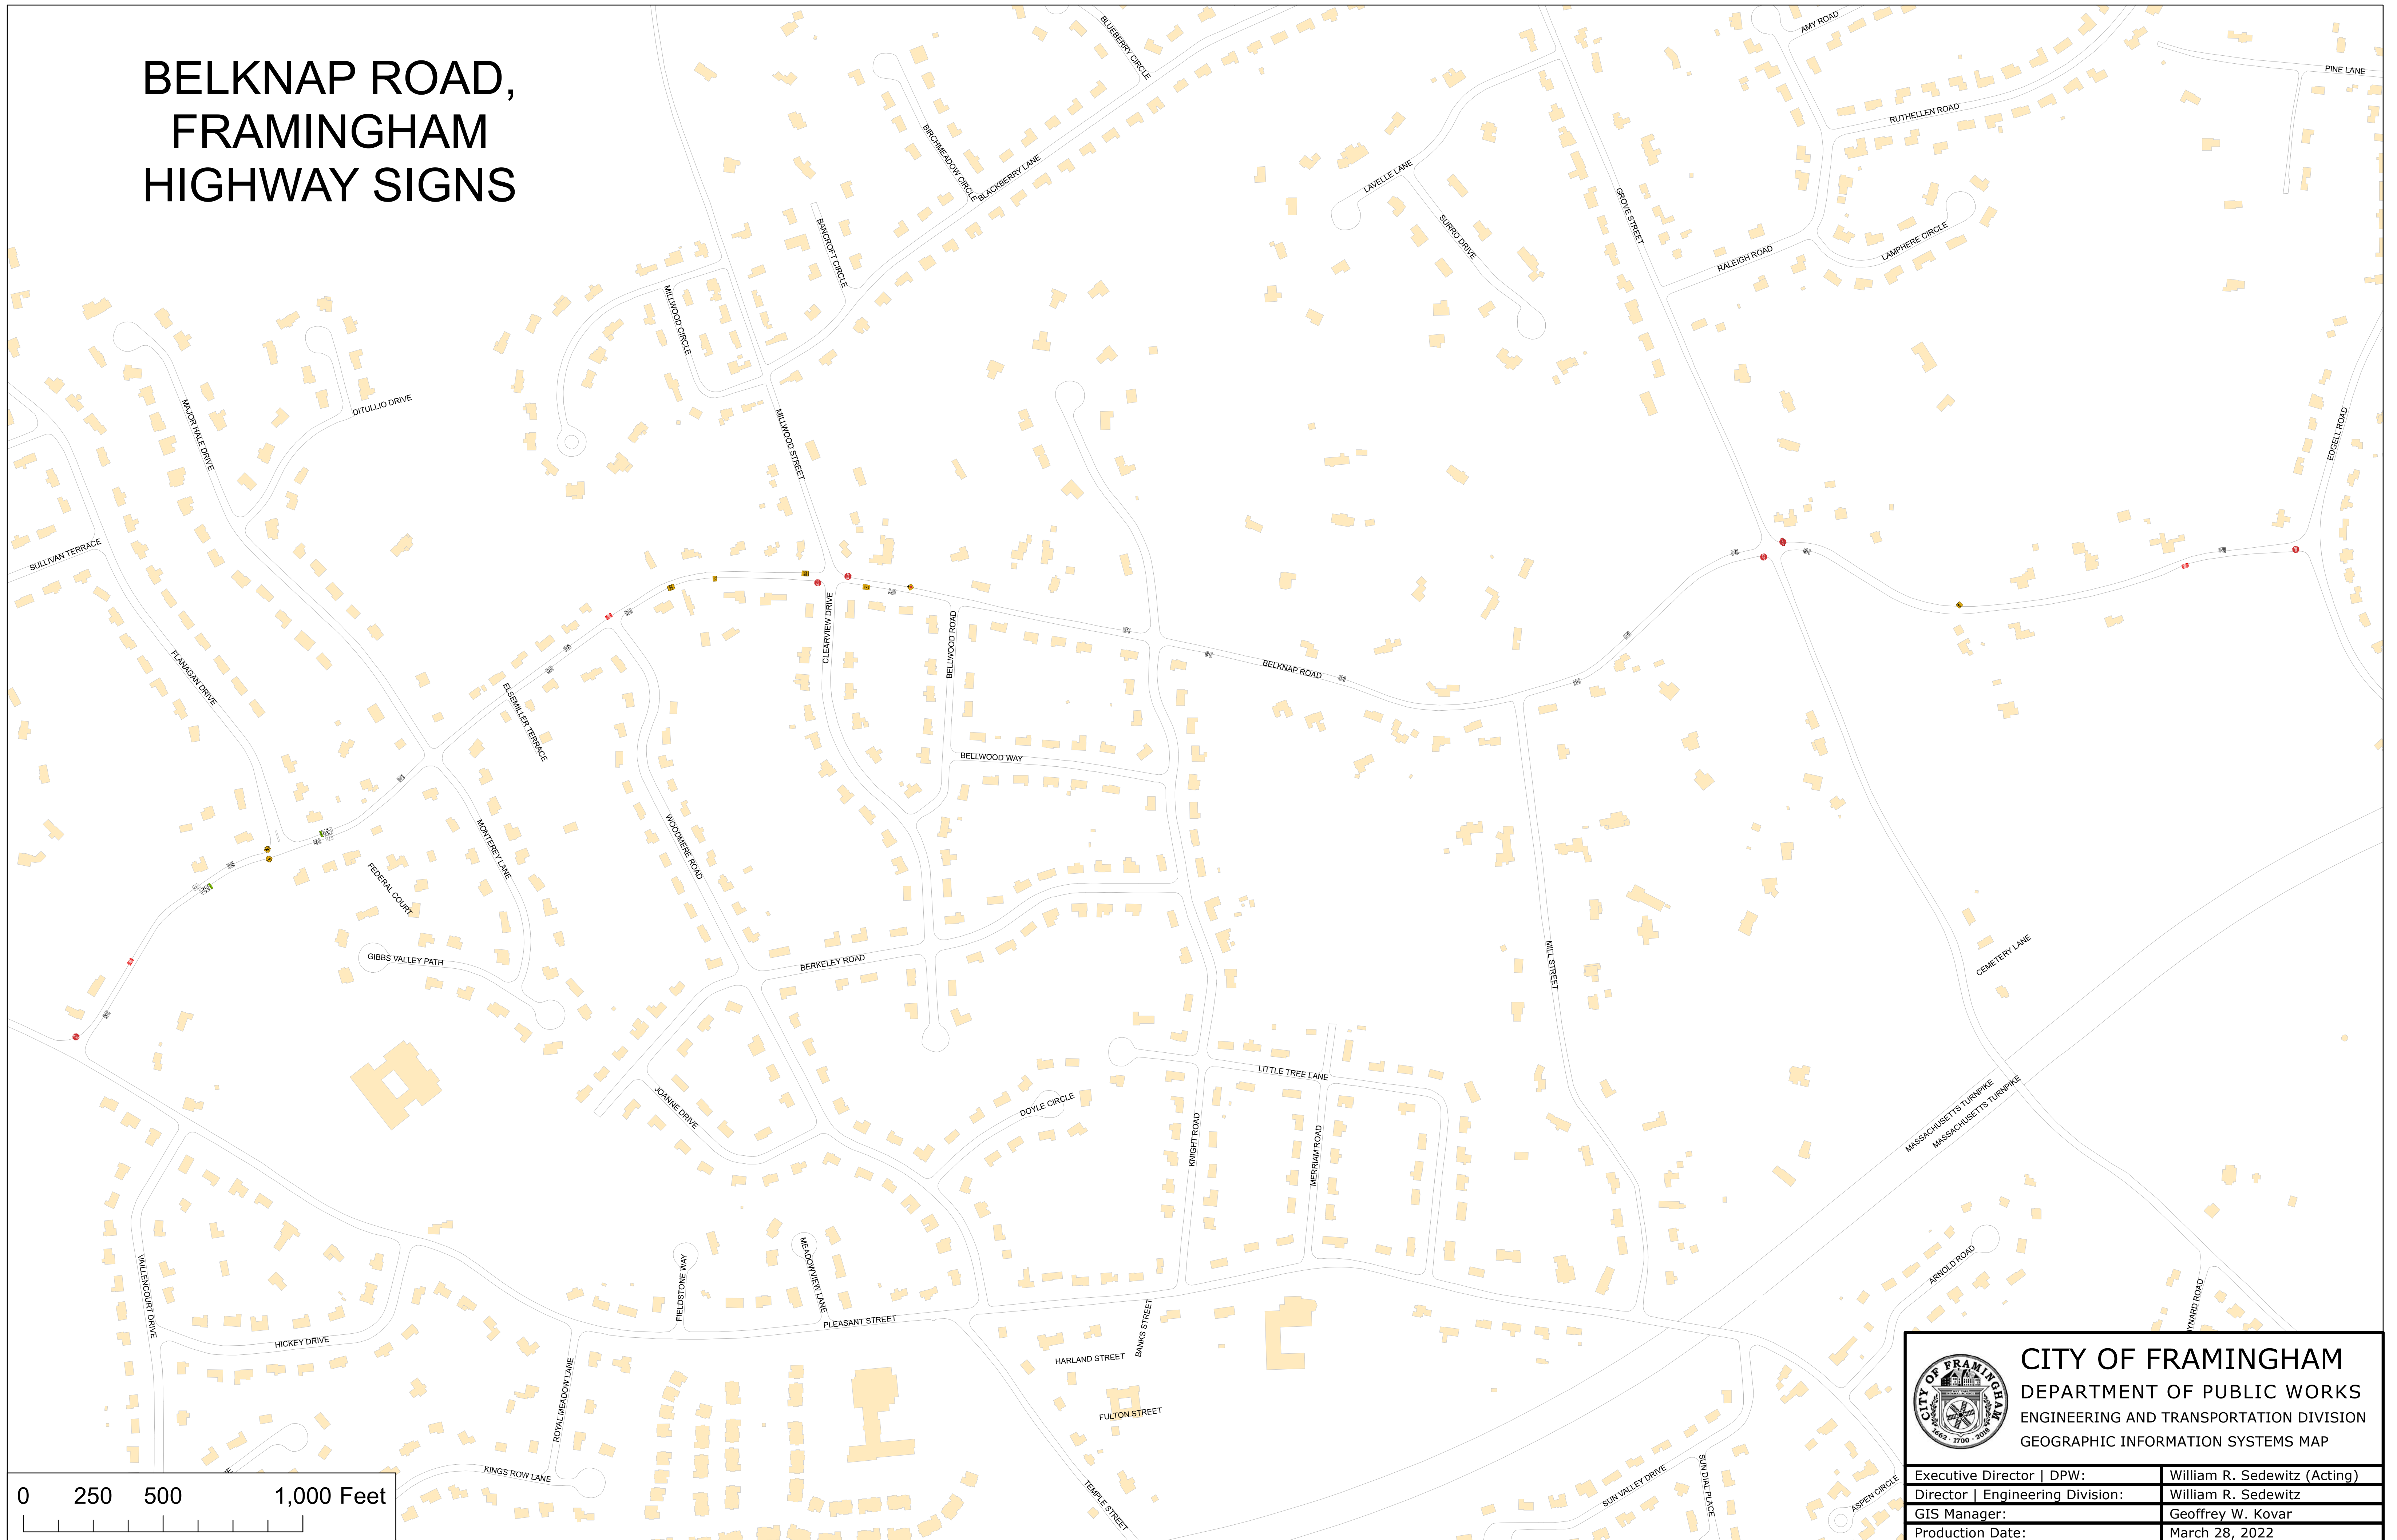 BELKNAP ROAD,
FRAMINGHAM
HIGHWAY SIGNS
BLUEBERRY CIRCLE
AMY ROAD
PINE LANE
RUTHELLEN ROAD
BIRCHMEADOW CIRCLE
BLACKBERRY LANE
LAVELLE LANE
SURRO DRIVE
GROVE STREET
RALEIGH ROAD
LAMPHERE CIRCLE
BANCROFT CIRCLE
MILLWOOD CIRCLE
MILLWOOD STREET
MAJOR HALE DRIVE
DITULLIO DRIVE
EDGELL ROAD
SULLIVAN TERRACE
FLANAGAN DRIVE
ELSEMILLER TERRACE
CLEARVIEW DRIVE
BELLWOOD ROAD
BELKNAP ROAD
BELLWOOD WAY
WOODMERE ROAD
MONTEREY LANE
FEDERAL COURT
GIBBS VALLEY PATH
BERKELEY ROAD
MILL STREET
CEMETERY LANE
JOANNE DRIVE
DOYLE CIRCLE
LITTLE TREE LANE
KNIGHT ROAD
MERRIAM ROAD
MASSACHUSETTS TURNPIKE
MASSACHUSETTS TURNPIKE
VAILLENCOURT DRIVE
HICKEY DRIVE
FIELDSTONE WAY
MEADOWVIEW LANE
PLEASANT STREET
BANKS STREET
HARLAND STREET
FULTON STREET
ROYAL MEADOW LANE
KINGS ROW LANE
TEMPLE STREET
ARNOLD ROAD
YNARD ROAD
SUN VALLEY DRIVE
SUN DIAL PLACE
ASPEN CIRCLE
0 250 500 1,000 Feet
CITY OF FRAMINGHAM
1662 · 1700 · 2018
CITY OF FRAMINGHAM
DEPARTMENT OF PUBLIC WORKS
ENGINEERING AND TRANSPORTATION DIVISION
GEOGRAPHIC INFORMATION SYSTEMS MAP
Executive Director | DPW: William R. Sedewitz (Acting)
Director | Engineering Division: William R. Sedewitz
GIS Manager: Geoffrey W. Kovar
Production Date: March 28, 2022